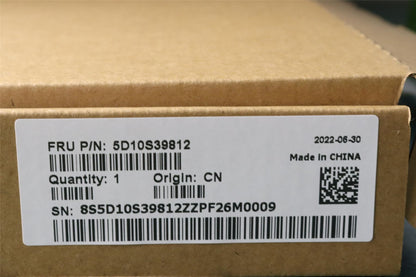 FRU P/N: 5D10S39812
2022-06-30
Made in CHINA
Quantity: 1 Origin: CN
SN: 8S5D10S39812ZZPF26M0009